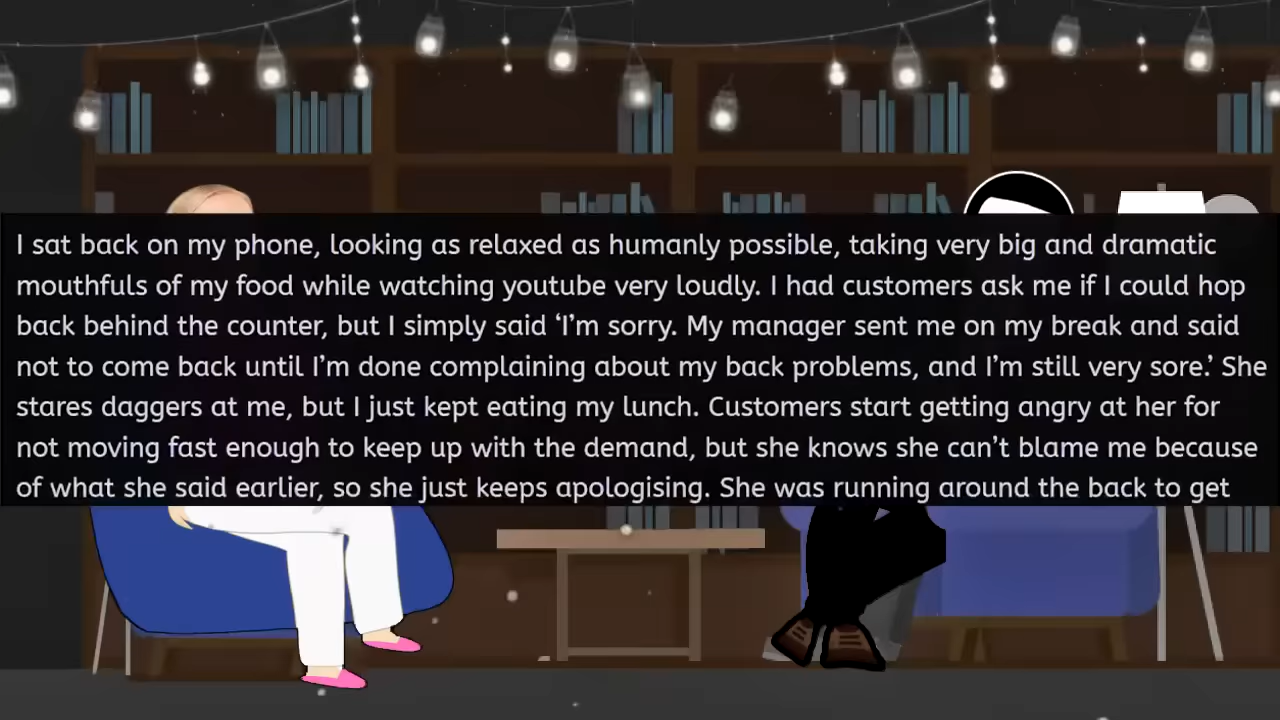 I sat back on my phone, looking as relaxed as humanly possible, taking very big and dramatic
mouthfuls of my food while watching youtube very loudly. I had customers ask me if I could hop
back behind the counter, but I simply said ‘I’m sorry. My manager sent me on my break and said
not to come back until I’m done complaining about my back problems, and I’m still very sore.’ She
stares daggers at me, but I just kept eating my lunch. Customers start getting angry at her for
not moving fast enough to keep up with the demand, but she knows she can’t blame me because
of what she said earlier, so she just keeps apologising. She was running around the back to get